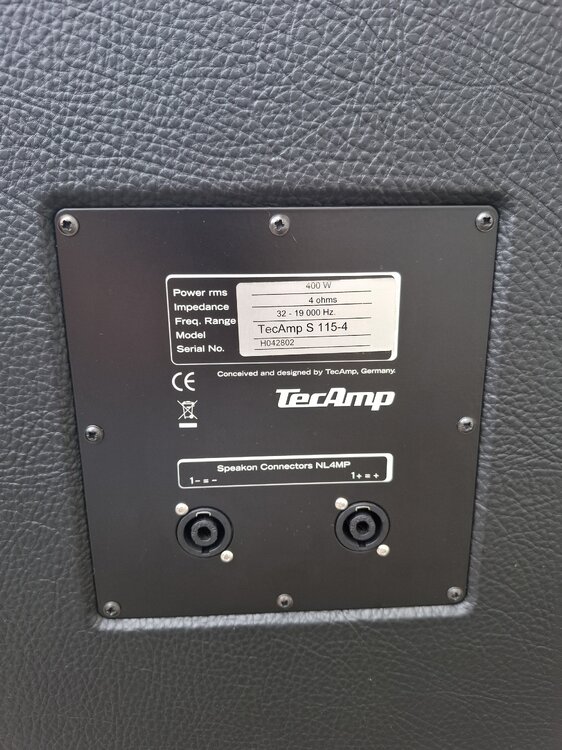 Power rms 400 W
Impedance 4 ohms
Freq. Range 32 - 19 000 Hz.
Model TecAmp S 115-4
Serial No. H042802
Conceived and designed by TecAmp, Germany.
CE
TecAmp
Speakon Connectors NL4MP
1- = - 1+ = +